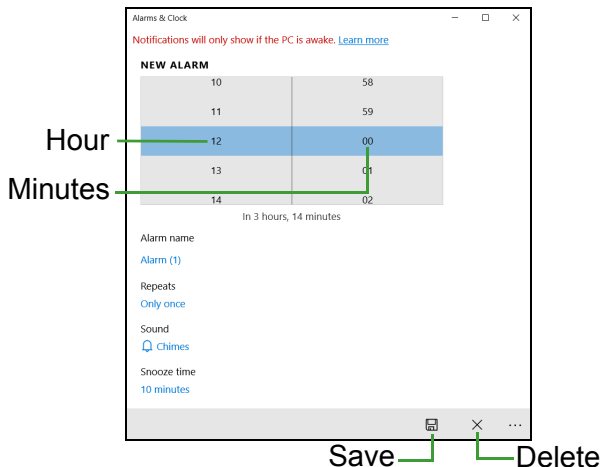 Alarms & Clock
Notifications will only show if the PC is awake. Learn more
NEW ALARM
10 58
11 59
Hour 12 00
13 01
Minutes
14 02
In 3 hours, 14 minutes
Alarm name
Alarm (1)
Repeats
Only once
Sound
Chimes
Snooze time
10 minutes
...
Save Delete